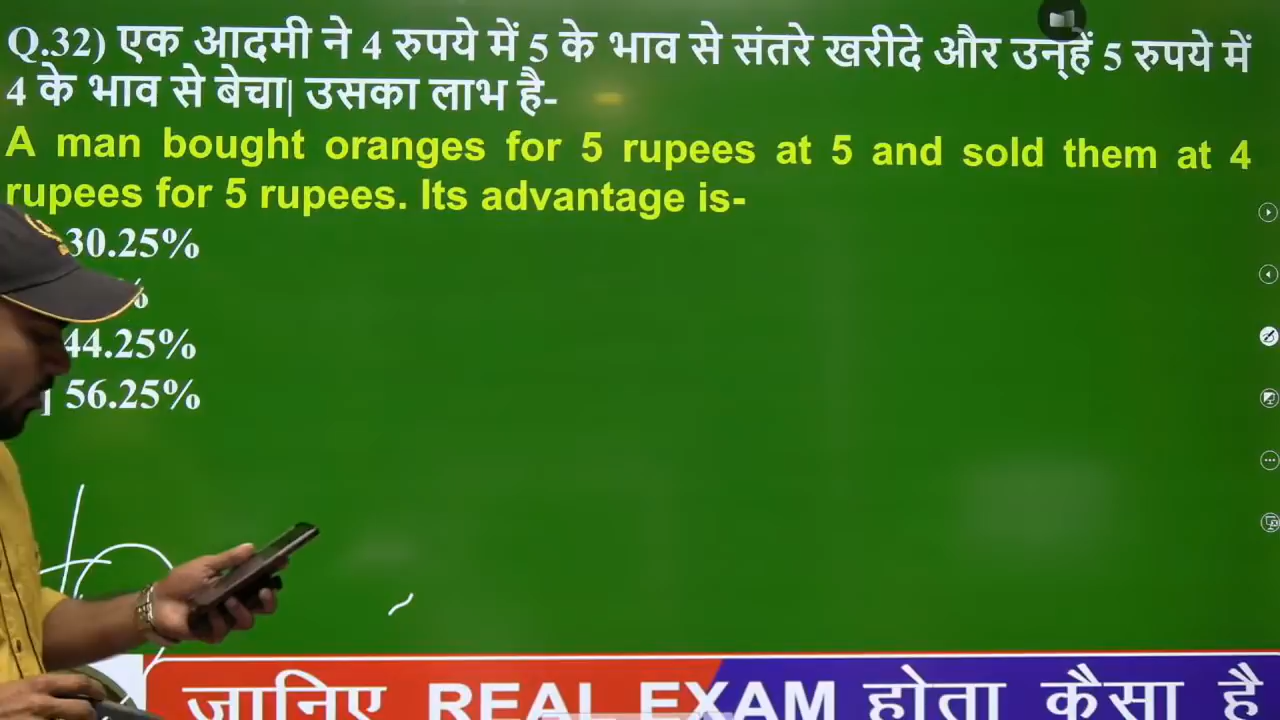 Q.32) एक आदमी ने 4 रुपये में 5 के भाव से संतरे खरीदे और उन्हें 5 रुपये में
4 के भाव से बेचा| उसका लाभ है-
A man bought oranges for 5 rupees at 5 and sold them at 4
rupees for 5 rupees. Its advantage is-
30.25%
%
44.25%
] 56.25%
जानिए REAL EXAM होता कैसा है